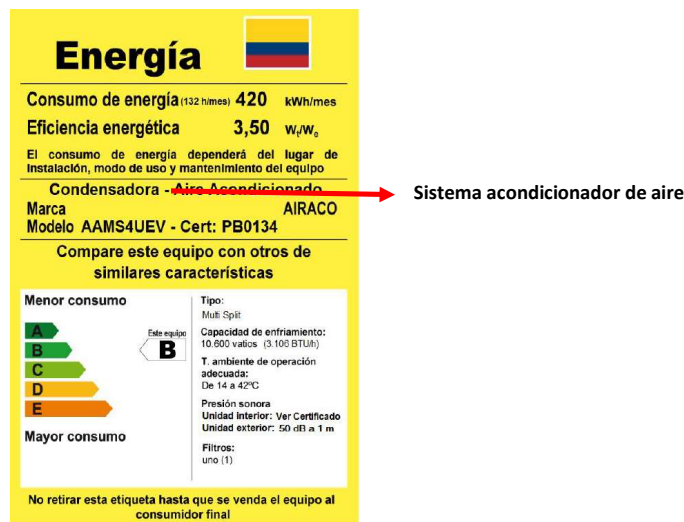 Energía
Consumo de energía (132 h/mes) 420 kWh/mes
Eficiencia energética 3,50 Wt/We
El consumo de energía dependerá del lugar de
Instalación, modo de uso y mantenimiento del equipo
Condensadora - Aire Acondicionado
Sistema acondicionador de aire
Marca AIRACO
Modelo AAMS4UEV - Cert: PB0134
Compare este equipo con otros de
similares características
Menor consumo
A
B
C
D
E
Mayor consumo
Este equipo
B
Tipo:
Multi Split
Capacidad de enfriamiento:
10.600 vatios (3.106 BTU/h)
T. ambiente de operación
adecuada:
De 14 a 42ºC
Presión sonora
Unidad interior: Ver Certificado
Unidad exterior: 50 dB a 1 m
Filtros:
uno (1)
No retirar esta etiqueta hasta que se venda el equipo al
consumidor final